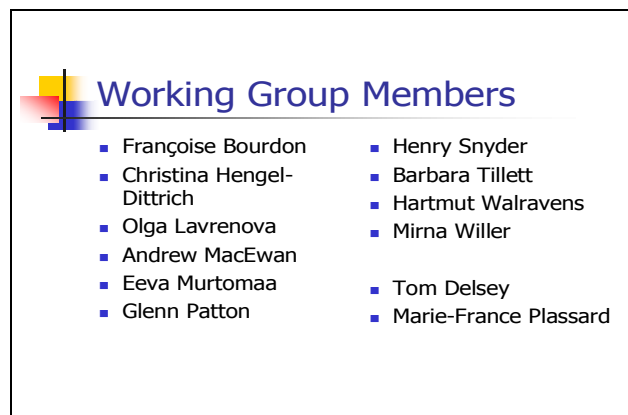 Working Group Members
Françoise Bourdon
Christina Hengel-
Dittrich
Olga Lavrenova
Andrew MacEwan
Eeva Murtomaa
Glenn Patton
Henry Snyder
Barbara Tillett
Hartmut Walravens
Mirna Willer
Tom Delsey
Marie-France Plassard